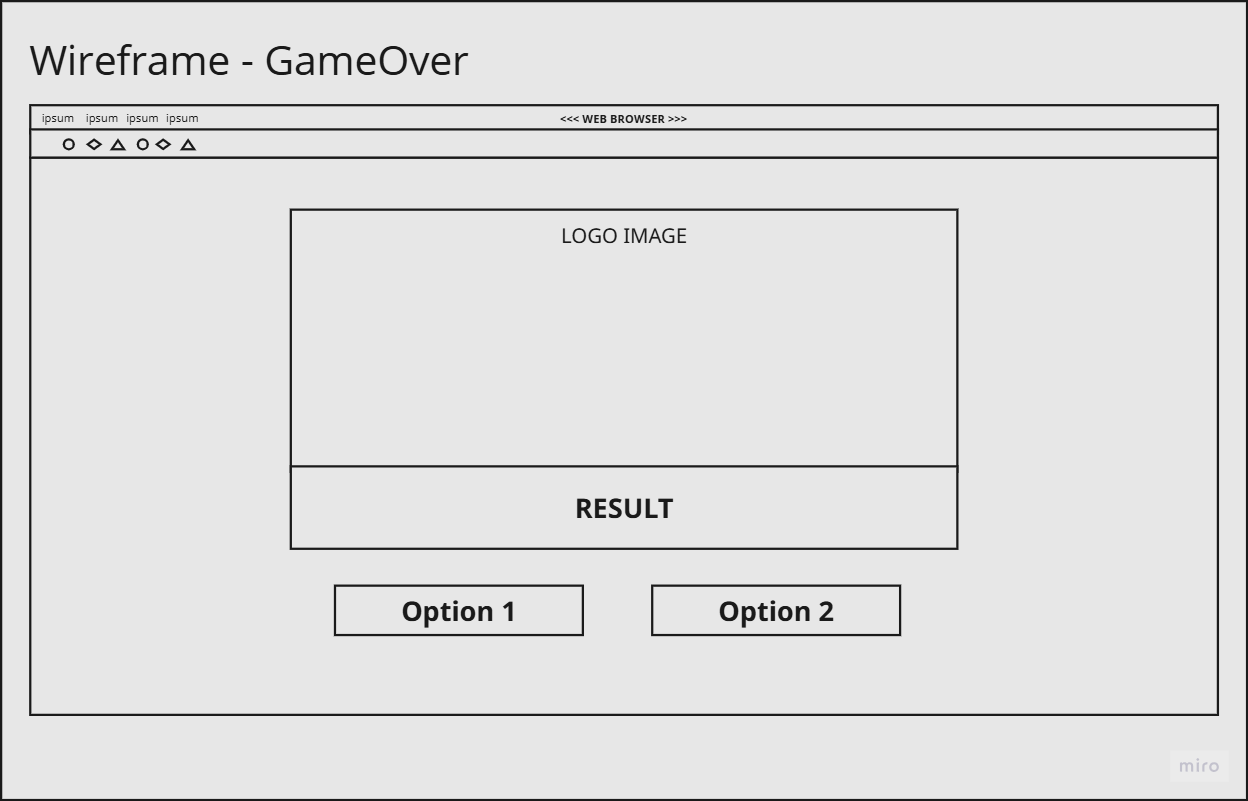 Wireframe - GameOver
ipsum ipsum ipsum ipsum <<< WEB BROWSER >>>
LOGO IMAGE
RESULT
Option 1 Option 2
miro